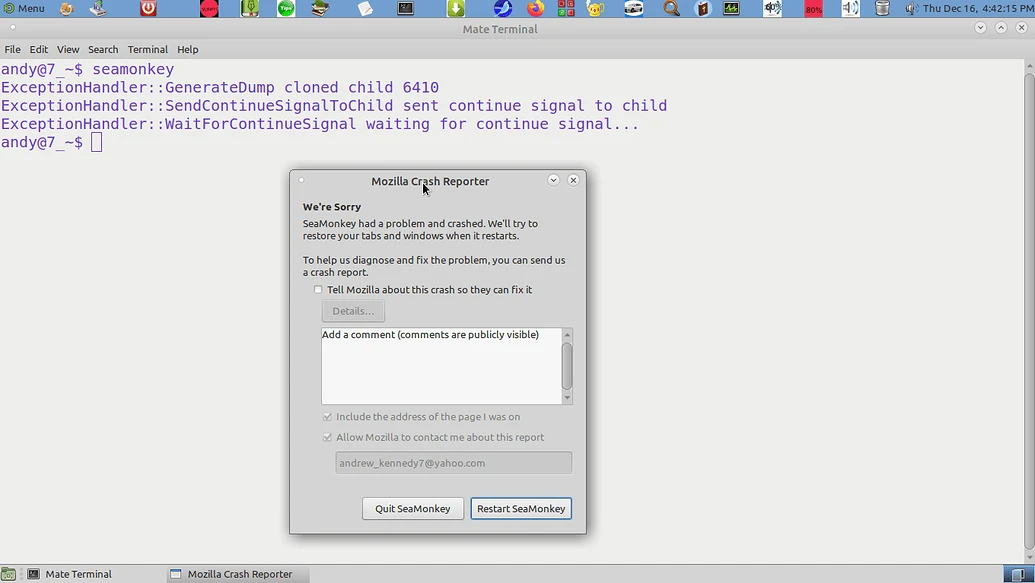 Menu
Thu Dec 16, 4:42:15 PM
Mate Terminal
File Edit View Search Terminal Help
andy@7_~$ seamonkey
ExceptionHandler::GenerateDump cloned child 6410
ExceptionHandler::SendContinueSignalToChild sent continue signal to child
ExceptionHandler::WaitForContinueSignal waiting for continue signal...
andy@7_~$
Mozilla Crash Reporter
We're Sorry
SeaMonkey had a problem and crashed. We'll try to
restore your tabs and windows when it restarts.
To help us diagnose and fix the problem, you can send us
a crash report.
Tell Mozilla about this crash so they can fix it
Details...
Add a comment (comments are publicly visible)
Include the address of the page I was on
Allow Mozilla to contact me about this report
andrew_kennedy7@yahoo.com
Quit SeaMonkey Restart SeaMonkey
Mate Terminal Mozilla Crash Reporter